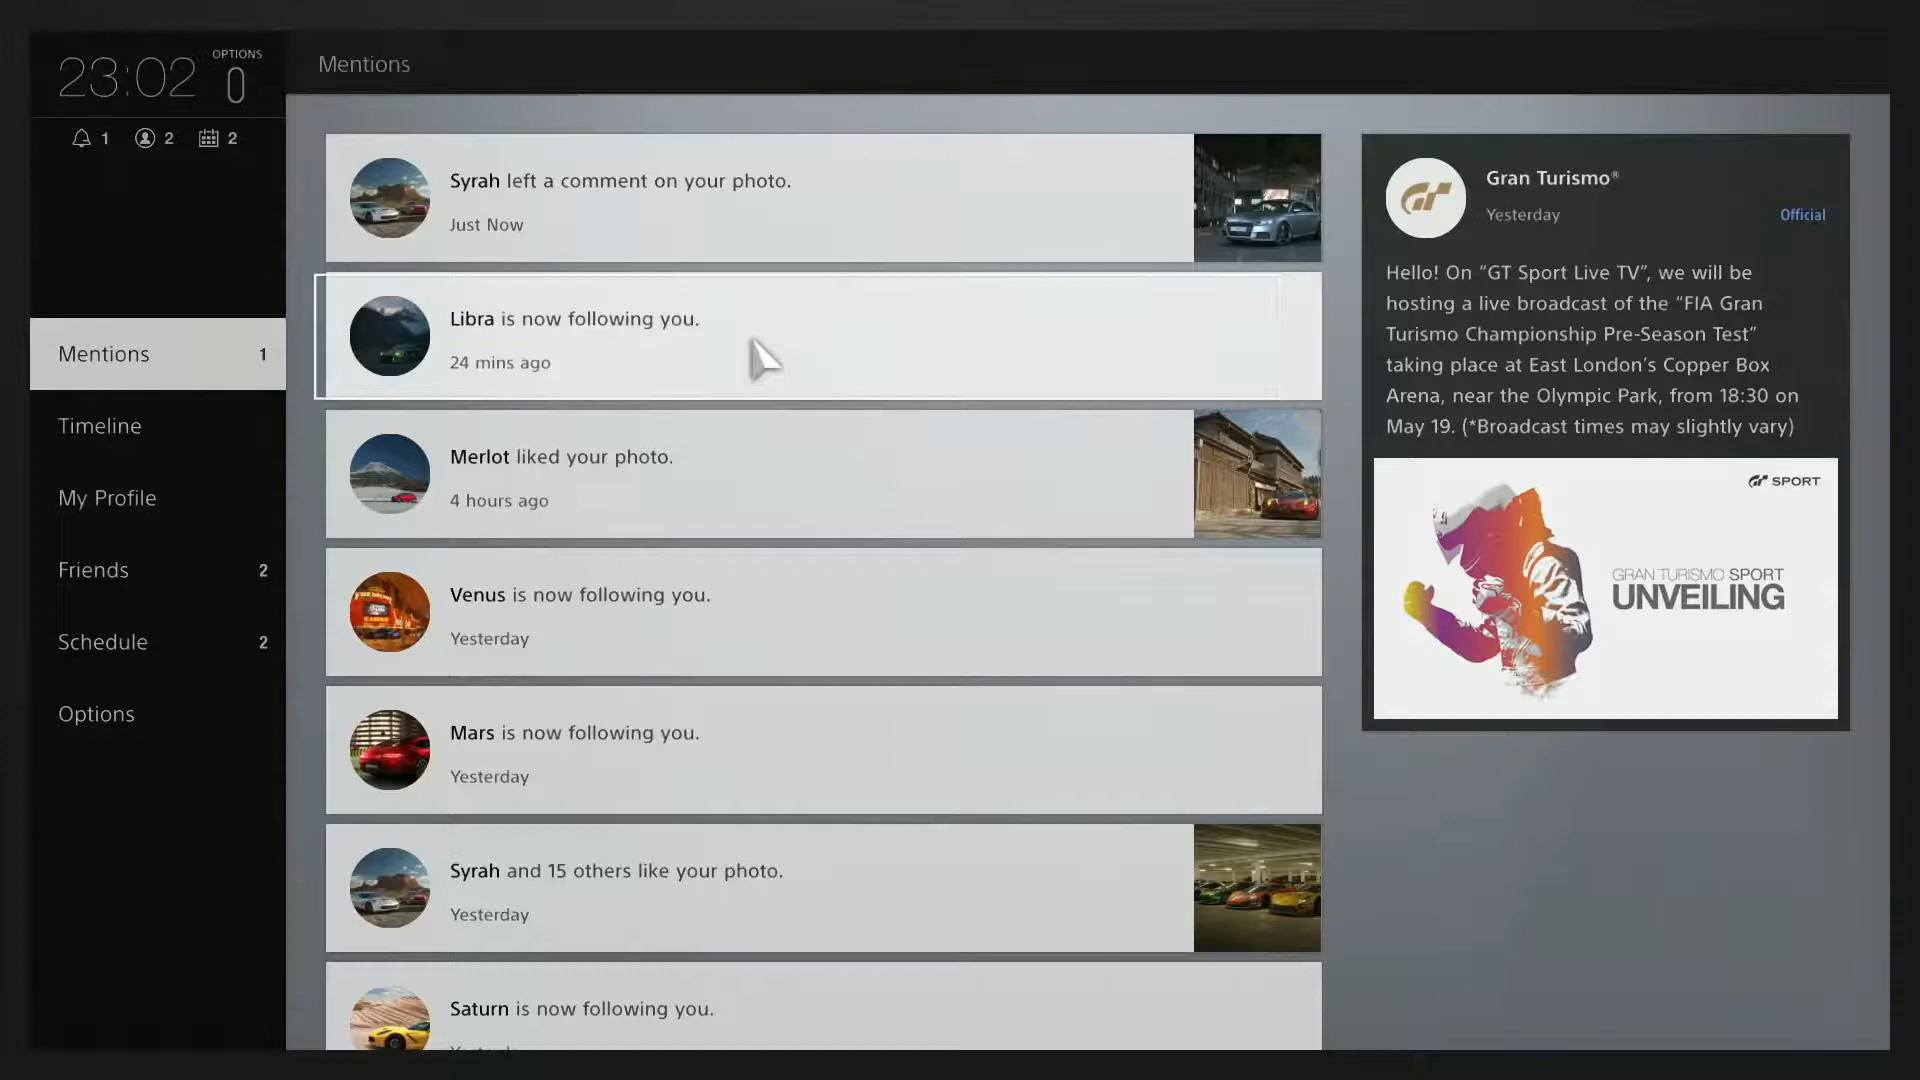 23:02
OPTIONS
1 2 2
Mentions 1
Timeline
My Profile
Friends 2
Schedule 2
Options
Mentions
Syrah left a comment on your photo.
Just Now
Libra is now following you.
24 mins ago
Merlot liked your photo.
4 hours ago
Venus is now following you.
Yesterday
Mars is now following you.
Yesterday
Syrah and 15 others like your photo.
Yesterday
Saturn is now following you.
Gran Turismo®
Yesterday
Official
Hello! On “GT Sport Live TV”, we will be
hosting a live broadcast of the “FIA Gran
Turismo Championship Pre-Season Test”
taking place at East London’s Copper Box
Arena, near the Olympic Park, from 18:30 on
May 19. (*Broadcast times may slightly vary)
SPORT
GRAN TURISMO SPORT
UNVEILING